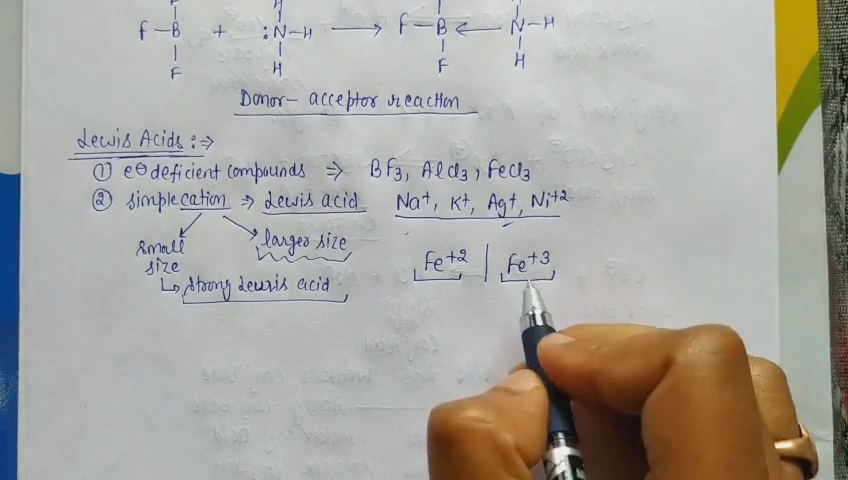 F F H
F–B + :N–H → F–B ← N–H
F H F H
Donor– acceptor reaction
Lewis Acids :⇒
① e⊖ deficient compounds ⇒ BF3, AlCl3, FeCl3
② simple cation ⇒ Lewis acid Na+, K+, Ag+, Ni+2
small size larger size
Fe+2 | Fe+3
↳ strong Lewis acid